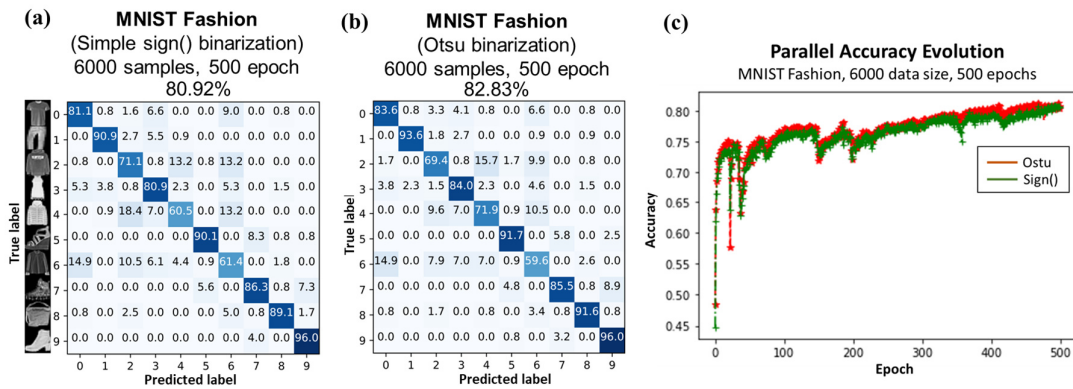 (a)
MNIST Fashion
(Simple sign() binarization)
6000 samples, 500 epoch
80.92%
True label
0 81.1 0.8 1.6 6.6 0.0 0.0 9.0 0.0 0.8 0.0
1 0.0 90.9 2.7 5.5 0.9 0.0 0.0 0.0 0.0 0.0
2 0.8 0.0 71.1 0.8 13.2 0.8 13.2 0.0 0.0 0.0
3 5.3 3.8 0.8 80.9 2.3 0.0 5.3 0.0 1.5 0.0
4 0.0 0.9 18.4 7.0 60.5 0.0 13.2 0.0 0.0 0.0
5 0.0 0.0 0.0 0.0 0.0 90.1 0.0 8.3 0.8 0.8
6 14.9 0.0 10.5 6.1 4.4 0.9 61.4 0.0 1.8 0.0
7 0.0 0.0 0.0 0.0 0.0 5.6 0.0 86.3 0.8 7.3
8 0.8 0.0 2.5 0.0 0.0 0.8 5.0 0.0 89.1 1.7
9 0.0 0.0 0.0 0.0 0.0 0.0 0.0 4.0 0.0 96.0
0 1 2 3 4 5 6 7 8 9
Predicted label
(b)
MNIST Fashion
(Otsu binarization)
6000 samples, 500 epoch
82.83%
True label
0 83.6 0.8 3.3 4.1 0.8 0.0 6.6 0.0 0.8 0.0
1 0.0 93.6 1.8 2.7 0.0 0.0 0.9 0.0 0.9 0.0
2 1.7 0.0 69.4 0.8 15.7 1.7 9.9 0.0 0.8 0.0
3 3.8 2.3 1.5 84.0 2.3 0.0 4.6 0.0 1.5 0.0
4 0.0 0.0 9.6 7.0 71.9 0.9 10.5 0.0 0.0 0.0
5 0.0 0.0 0.0 0.0 0.0 91.7 0.0 5.8 0.0 2.5
6 14.9 0.0 7.9 7.0 7.0 0.9 59.6 0.0 2.6 0.0
7 0.0 0.0 0.0 0.0 0.0 4.8 0.0 85.5 0.8 8.9
8 0.8 0.0 1.7 0.0 0.8 0.0 3.4 0.8 91.6 0.8
9 0.0 0.0 0.0 0.0 0.0 0.8 0.0 3.2 0.0 96.0
0 1 2 3 4 5 6 7 8 9
Predicted label
(c)
Parallel Accuracy Evolution
MNIST Fashion, 6000 data size, 500 epochs
Accuracy
0.80
0.75
0.70
0.65
0.60
0.55
0.50
0.45
Ostu
Sign()
0 100 200 300 400 500
Epoch